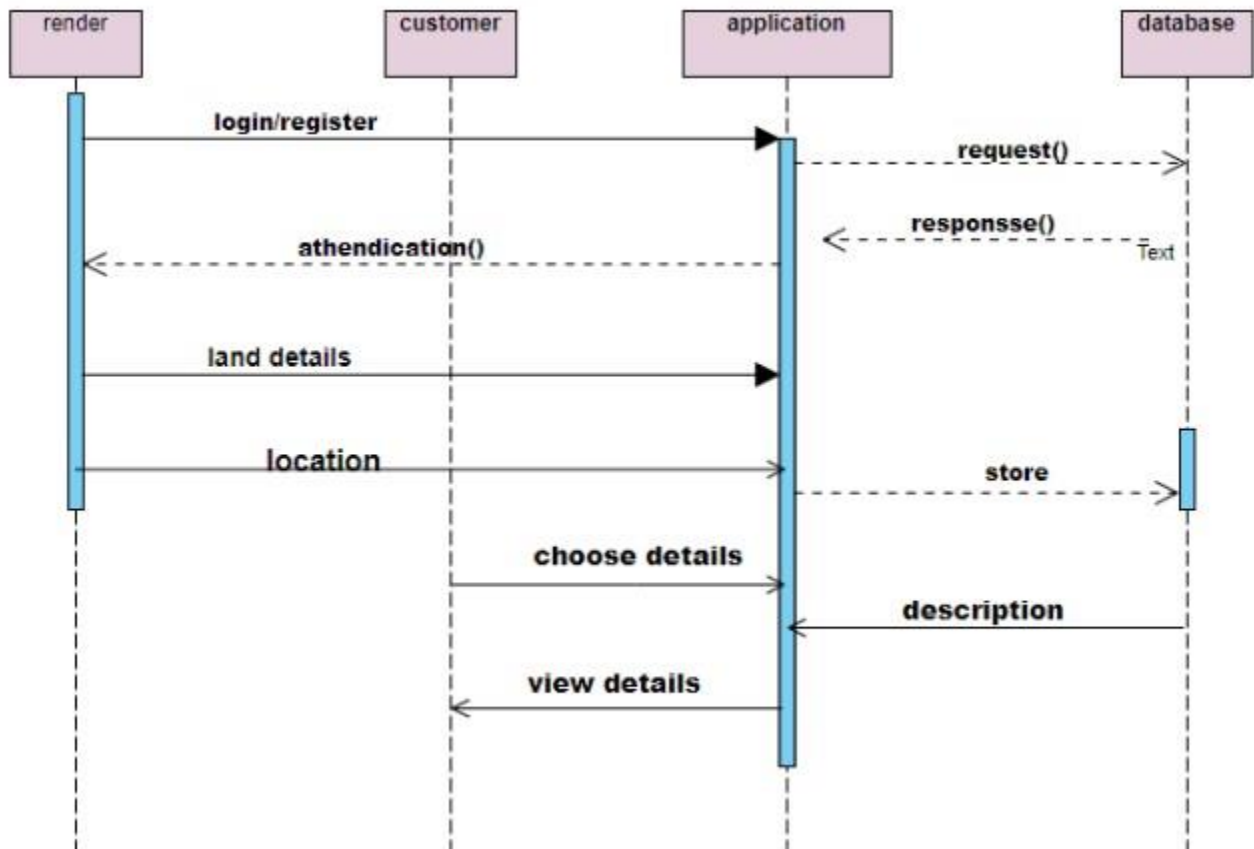 render
customer
application
database
login/register
request()
responsse()
athendication()
Text
land details
location
store
choose details
description
view details